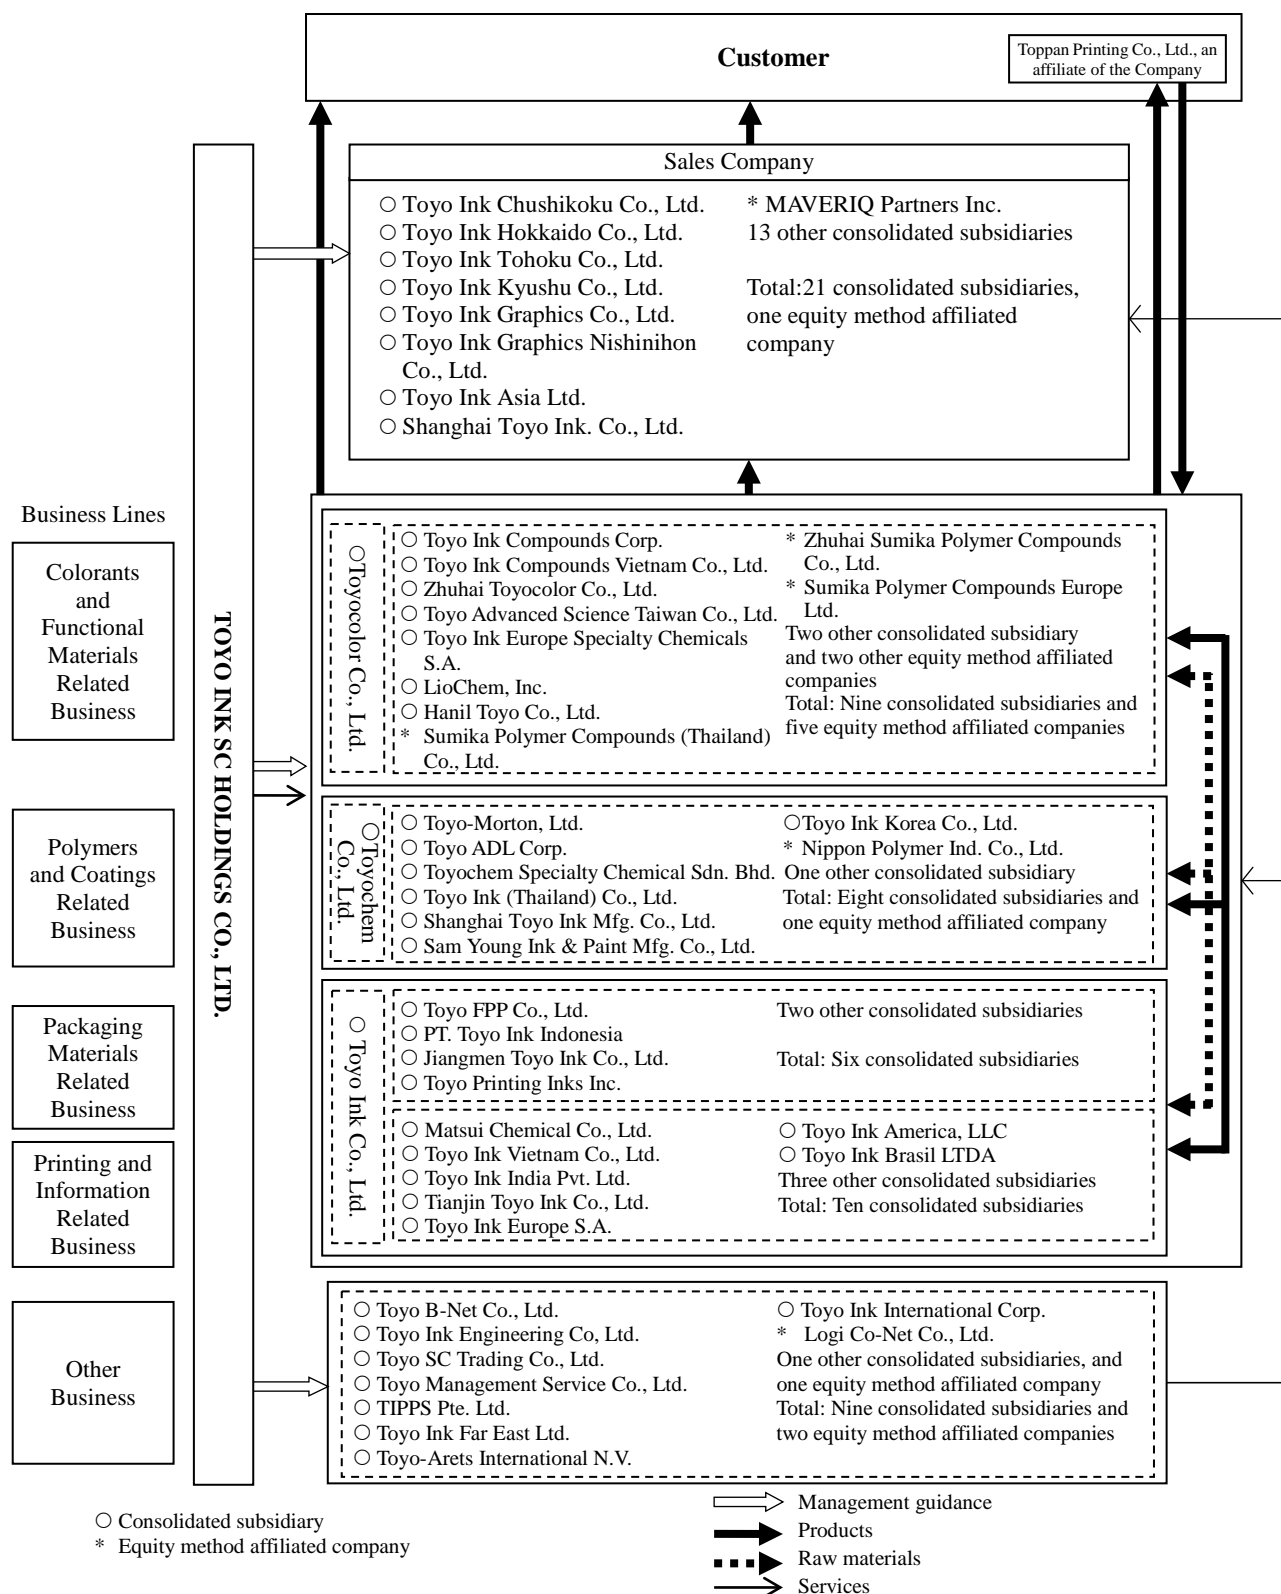 Customer
Toppan Printing Co., Ltd., an
affiliate of the Company
Sales Company
○ Toyo Ink Chushikoku Co., Ltd.
○ Toyo Ink Hokkaido Co., Ltd.
○ Toyo Ink Tohoku Co., Ltd.
○ Toyo Ink Kyushu Co., Ltd.
○ Toyo Ink Graphics Co., Ltd.
○ Toyo Ink Graphics Nishinihon
Co., Ltd.
○ Toyo Ink Asia Ltd.
○ Shanghai Toyo Ink. Co., Ltd.
* MAVERIQ Partners Inc.
13 other consolidated subsidiaries
Total:21 consolidated subsidiaries,
one equity method affiliated
company
TOYO INK SC HOLDINGS CO., LTD.
Business Lines
Colorants
and
Functional
Materials
Related
Business
○Toyocolor Co., Ltd.
○ Toyo Ink Compounds Corp.
○ Toyo Ink Compounds Vietnam Co., Ltd.
○ Zhuhai Toyocolor Co., Ltd.
○ Toyo Advanced Science Taiwan Co., Ltd.
○ Toyo Ink Europe Specialty Chemicals
S.A.
○ LioChem, Inc.
○ Hanil Toyo Co., Ltd.
* Sumika Polymer Compounds (Thailand)
Co., Ltd.
* Zhuhai Sumika Polymer Compounds
Co., Ltd.
* Sumika Polymer Compounds Europe
Ltd.
Two other consolidated subsidiary
and two other equity method affiliated
companies
Total: Nine consolidated subsidiaries and
five equity method affiliated companies
Polymers
and Coatings
Related
Business
○Toyochem
Co., Ltd.
○ Toyo-Morton, Ltd.
○ Toyo ADL Corp.
○ Toyochem Specialty Chemical Sdn. Bhd.
○ Toyo Ink (Thailand) Co., Ltd.
○ Shanghai Toyo Ink Mfg. Co., Ltd.
○ Sam Young Ink & Paint Mfg. Co., Ltd.
○Toyo Ink Korea Co., Ltd.
* Nippon Polymer Ind. Co., Ltd.
One other consolidated subsidiary
Total: Eight consolidated subsidiaries and
one equity method affiliated company
Packaging
Materials
Related
Business
○ Toyo Ink Co., Ltd.
○ Toyo FPP Co., Ltd.
○ PT. Toyo Ink Indonesia
○ Jiangmen Toyo Ink Co., Ltd.
○ Toyo Printing Inks Inc.
Two other consolidated subsidiaries
Total: Six consolidated subsidiaries
Printing and
Information
Related
Business
○ Matsui Chemical Co., Ltd.
○ Toyo Ink Vietnam Co., Ltd.
○ Toyo Ink India Pvt. Ltd.
○ Tianjin Toyo Ink Co., Ltd.
○ Toyo Ink Europe S.A.
○ Toyo Ink America, LLC
○ Toyo Ink Brasil LTDA
Three other consolidated subsidiaries
Total: Ten consolidated subsidiaries
Other
Business
○ Toyo B-Net Co., Ltd.
○ Toyo Ink Engineering Co, Ltd.
○ Toyo SC Trading Co., Ltd.
○ Toyo Management Service Co., Ltd.
○ TIPPS Pte. Ltd.
○ Toyo Ink Far East Ltd.
○ Toyo-Arets International N.V.
○ Toyo Ink International Corp.
* Logi Co-Net Co., Ltd.
One other consolidated subsidiaries, and
one equity method affiliated company
Total: Nine consolidated subsidiaries and
two equity method affiliated companies
○ Consolidated subsidiary
* Equity method affiliated company
Management guidance
Products
Raw materials
Services